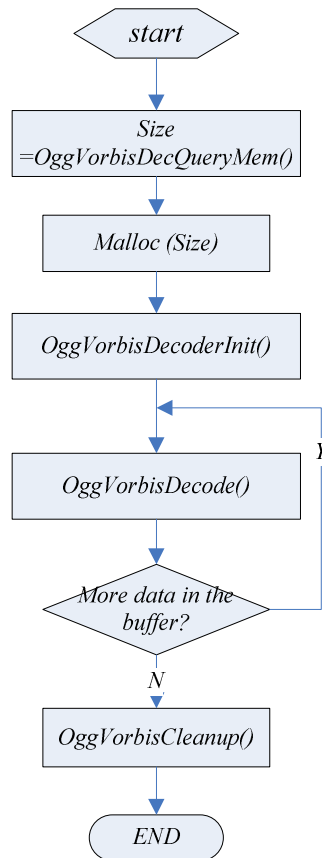 start
Size
=OggVorbisDecQueryMem()
Malloc (Size)
OggVorbisDecoderInit()
Y
OggVorbisDecode()
More data in the
buffer?
N
OggVorbisCleanup()
END